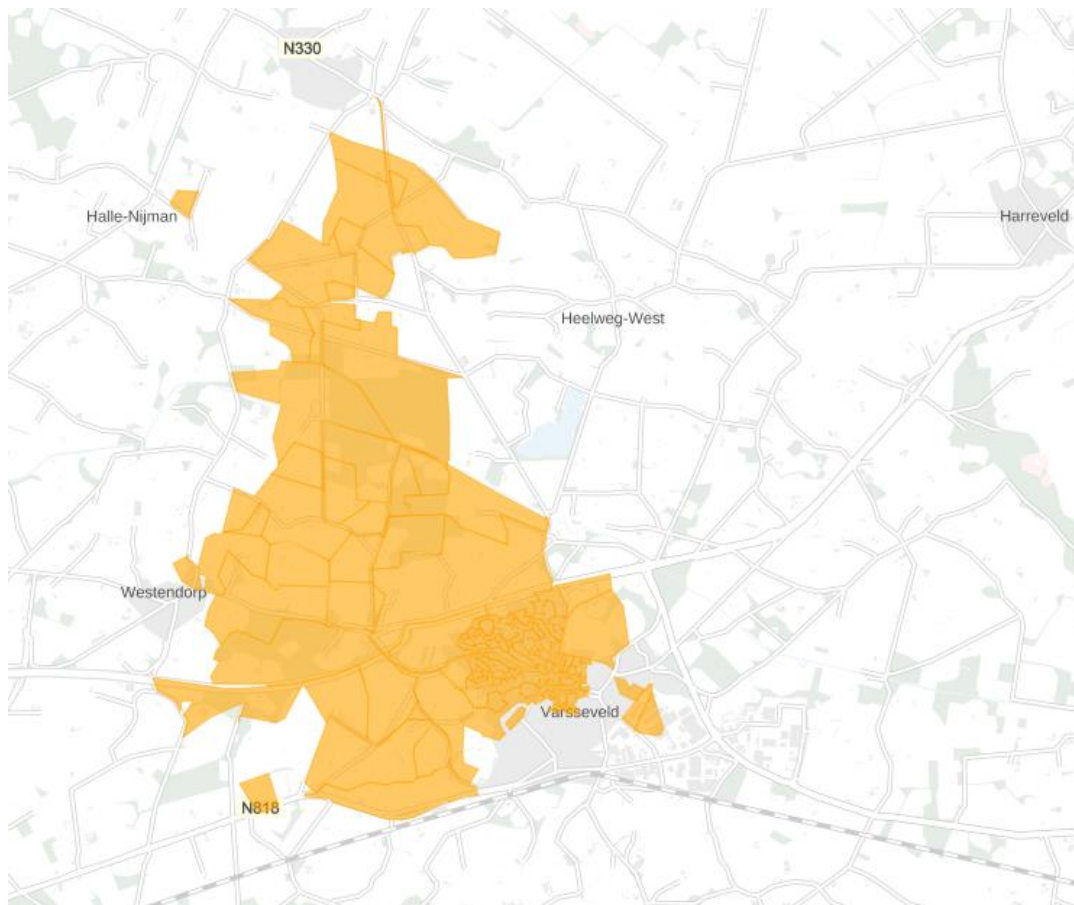 N330
Halle-Nijman
Harreveld
Heelweg-West
Westendorp
Varsseveld
N818